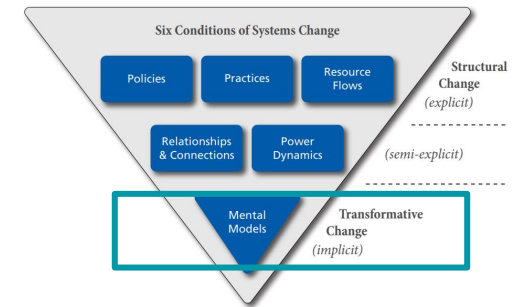 Six Conditions of Systems Change
Policies
Practices
Resource
Flows
Structural
Change
(explicit)
Relationships
& Connections
Power
Dynamics
(semi-explicit)
Mental
Models
Transformative
Change
(implicit)